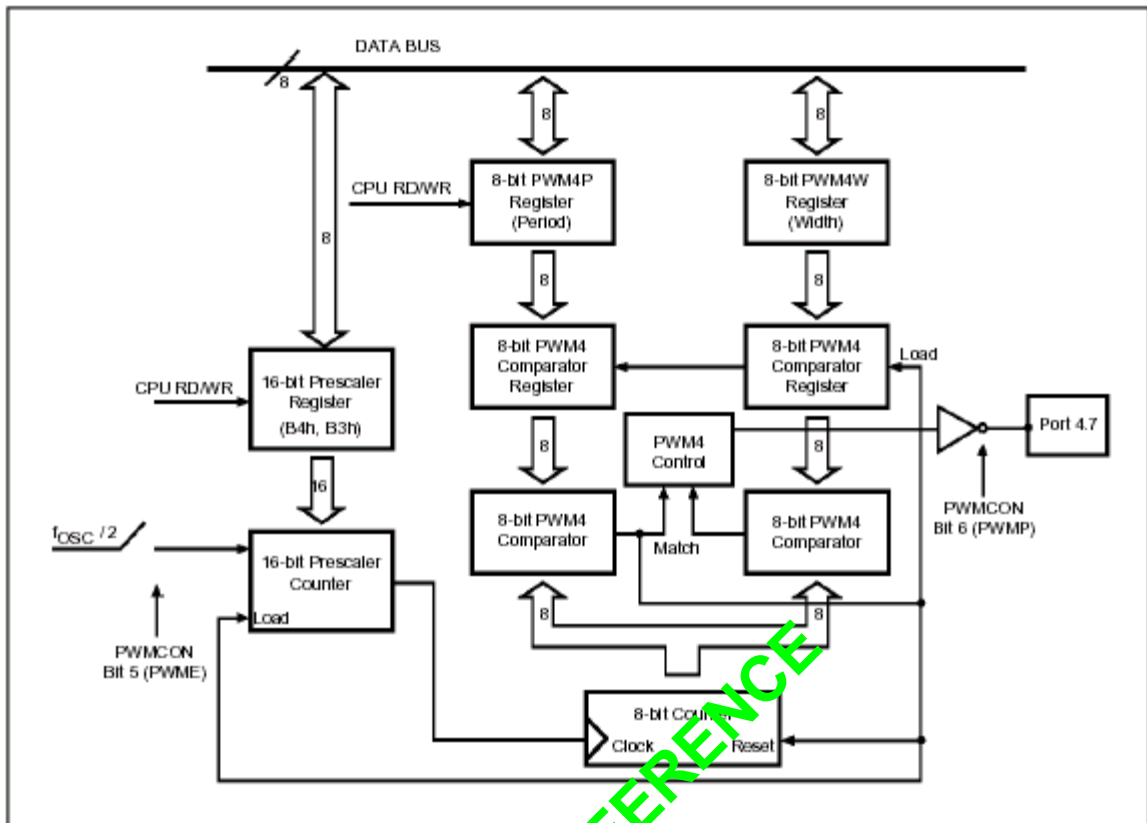 DATA BUS
8
8
8
CPU RD/WR
8-bit PWM4P
Register
(Period)
8-bit PWM4W
Register
(Width)
8
8
8
CPU RD/WR
16-bit Prescaler
Register
(B4h, B3h)
8-bit PWM4
Comparator
Register
8-bit PWM4
Comparator
Register
Load
8
PWM4
Control
8
Port 4.7
16
fOSC /2
16-bit Prescaler
Counter
Load
8-bit PWM4
Comparator
Match
8-bit PWM4
Comparator
PWMCON
Bit 6 (PWMP)
8
8
PWMCON
Bit 5 (PWME)
8-bit Counter
Clock
Reset